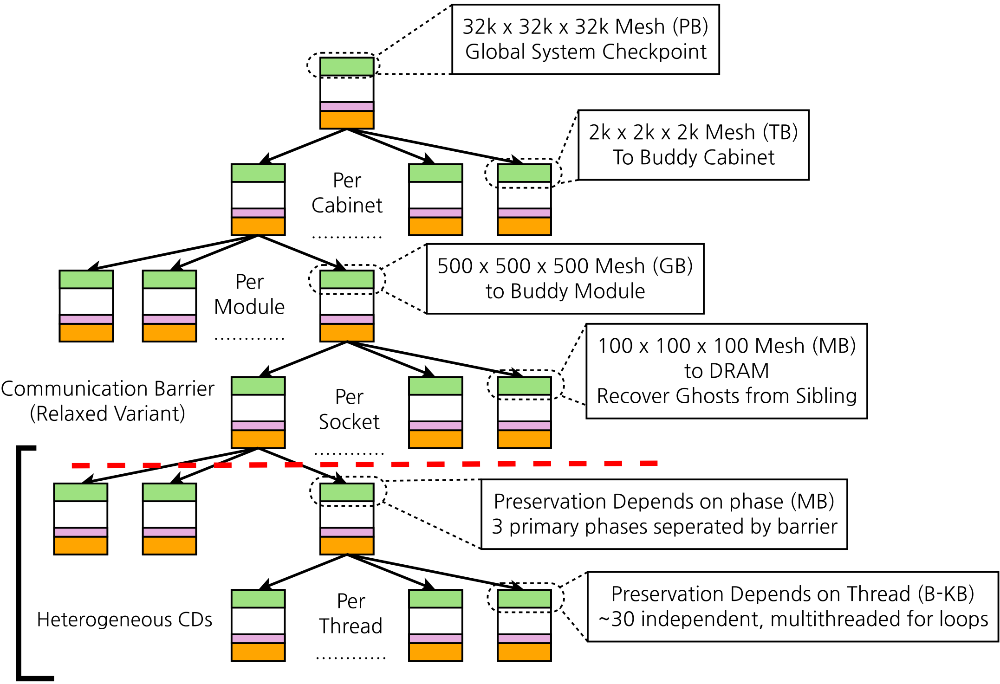 32k x 32k x 32k Mesh (PB)
Global System Checkpoint
2k x 2k x 2k Mesh (TB)
To Buddy Cabinet
Per
Cabinet
500 x 500 x 500 Mesh (GB)
to Buddy Module
Per
Module
100 x 100 x 100 Mesh (MB)
to DRAM
Recover Ghosts from Sibling
Communication Barrier
(Relaxed Variant)
Per
Socket
Preservation Depends on phase (MB)
3 primary phases seperated by barrier
Preservation Depends on Thread (B-KB)
~30 independent, multithreaded for loops
Per
Thread
Heterogeneous CDs